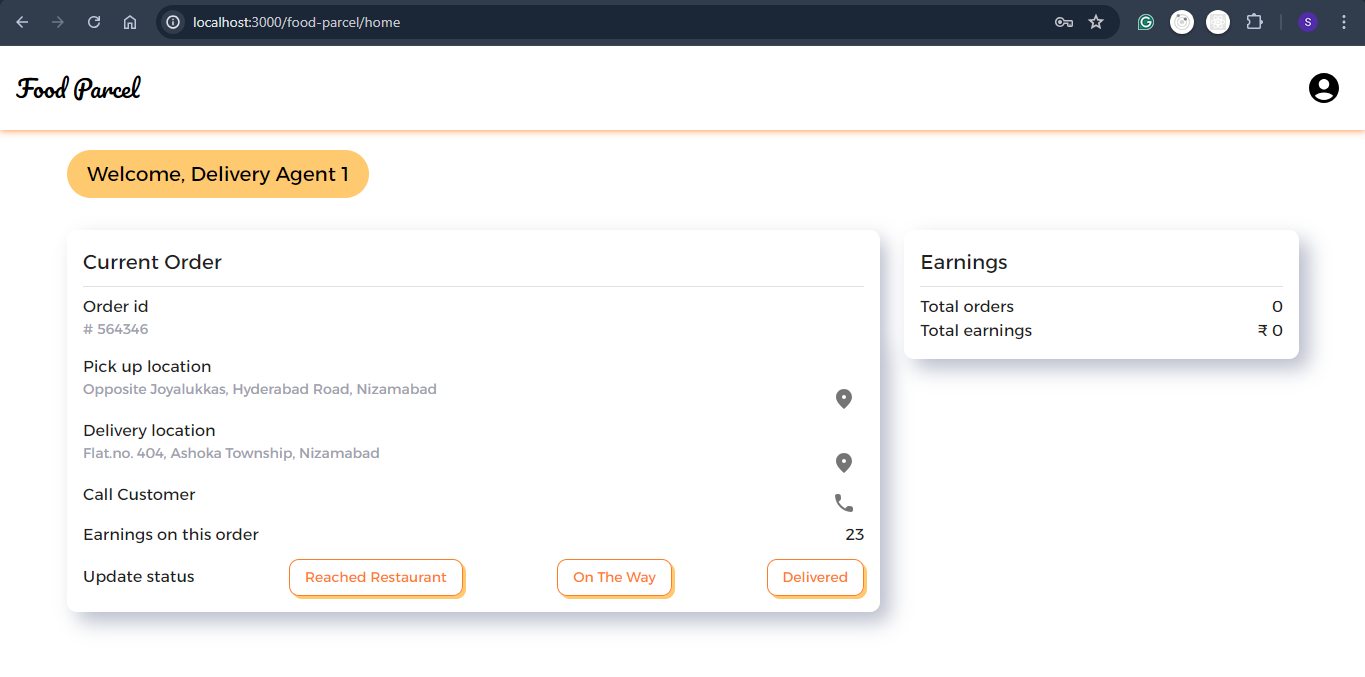 localhost:3000/food-parcel/home
S
Food Parcel
Welcome, Delivery Agent 1
Current Order
Order id
# 564346
Pick up location
Opposite Joyalukkas, Hyderabad Road, Nizamabad
Delivery location
Flat.no. 404, Ashoka Township, Nizamabad
Call Customer
Earnings on this order 23
Update status Reached Restaurant On The Way Delivered
Earnings
Total orders 0
Total earnings ₹ 0